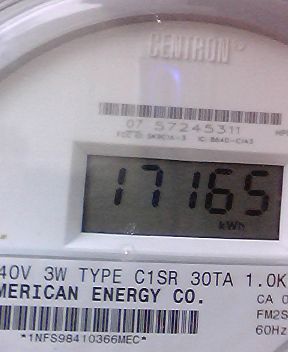 CENTRON®
07 57245311
17165
kWh
40V 3W TYPE C1SR 30TA 1.0K
MERICAN ENERGY CO.
CA 0
FM2S
60Hz
*1NFS98410366MEC*